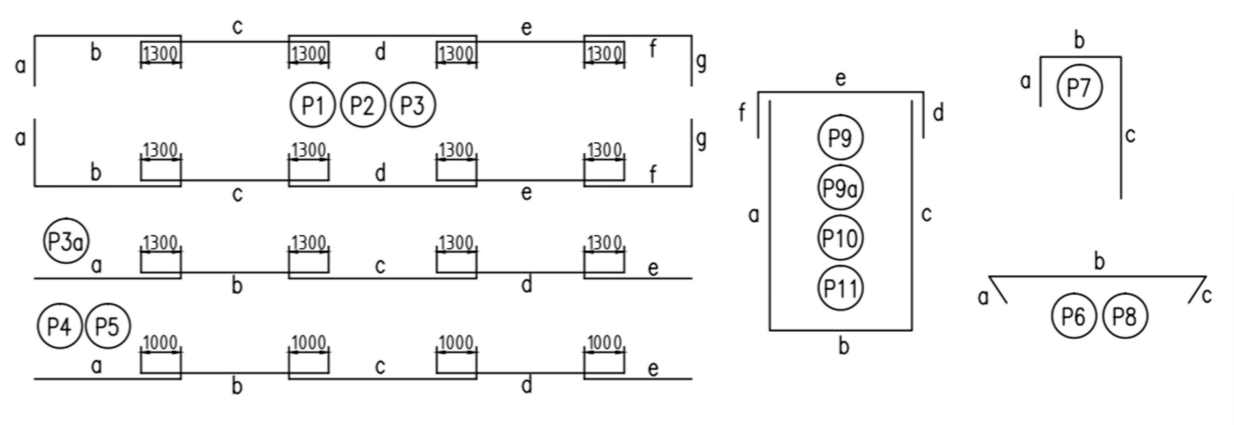 c e
a b 1300 1300 d 1300 1300 f g
P1 P2 P3
a 1300 1300 1300 1300 g
b d f
c e
P3a 1300 1300 1300 1300
a c e
b d
P4 P5 1000 1000 1000 1000
a c e
b d
e
f d
P9
P9a
a c
P10
P11
b
b
a P7
c
b
a c
P6 P8